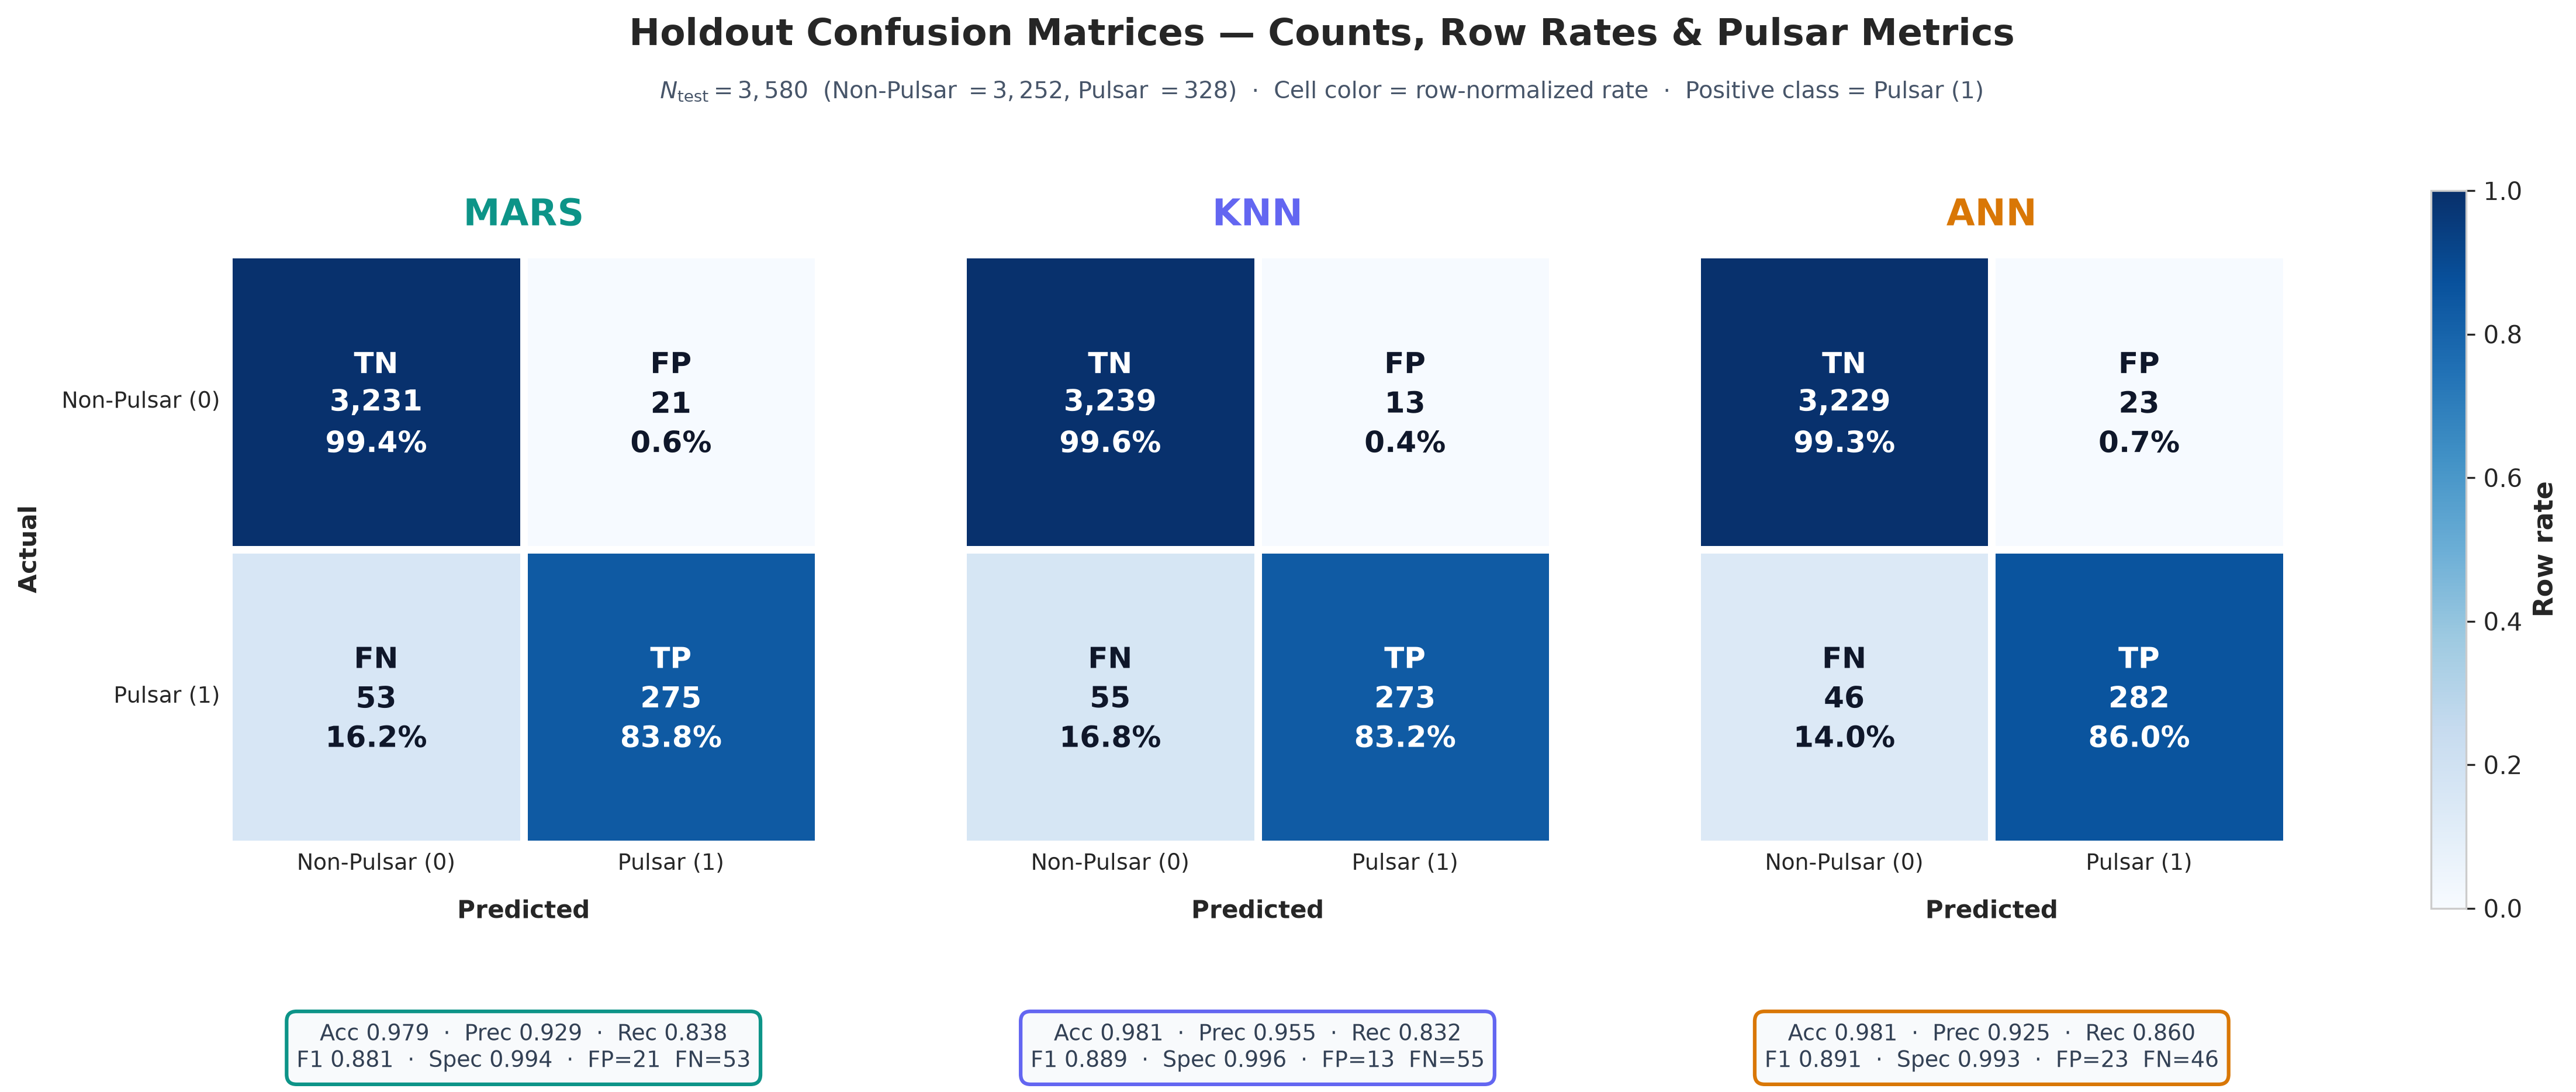 Holdout Confusion Matrices — Counts, Row Rates & Pulsar Metrics
N_test = 3,580 (Non-Pulsar = 3,252, Pulsar = 328) · Cell color = row-normalized rate · Positive class = Pulsar (1)
MARS
Actual
Non-Pulsar (0)
Pulsar (1)
TN
3,231
99.4%
FP
21
0.6%
FN
53
16.2%
TP
275
83.8%
Non-Pulsar (0)
Pulsar (1)
Predicted
Acc 0.979 · Prec 0.929 · Rec 0.838
F1 0.881 · Spec 0.994 · FP=21 FN=53
KNN
TN
3,239
99.6%
FP
13
0.4%
FN
55
16.8%
TP
273
83.2%
Non-Pulsar (0)
Pulsar (1)
Predicted
Acc 0.981 · Prec 0.955 · Rec 0.832
F1 0.889 · Spec 0.996 · FP=13 FN=55
ANN
TN
3,229
99.3%
FP
23
0.7%
FN
46
14.0%
TP
282
86.0%
Non-Pulsar (0)
Pulsar (1)
Predicted
Acc 0.981 · Prec 0.925 · Rec 0.860
F1 0.891 · Spec 0.993 · FP=23 FN=46
1.0
0.8
0.6
0.4
0.2
0.0
Row rate